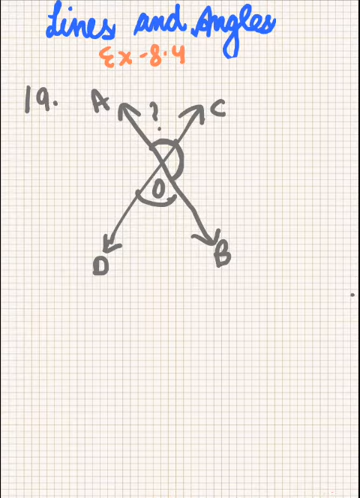 Lines and Angles
Ex-8.4
19. A ? C
O
D B